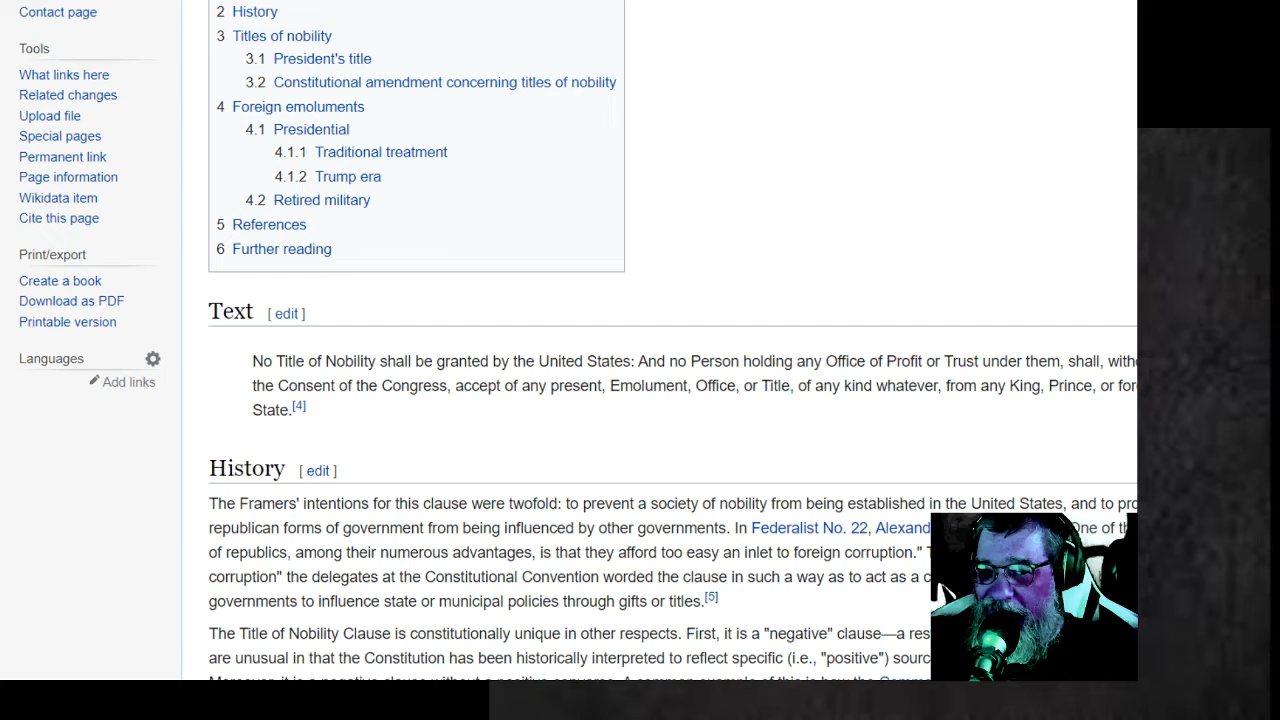 Contact page
Tools
What links here
Related changes
Upload file
Special pages
Permanent link
Page information
Wikidata item
Cite this page
Print/export
Create a book
Download as PDF
Printable version
Languages
Add links
2 History
3 Titles of nobility
3.1 President's title
3.2 Constitutional amendment concerning titles of nobility
4 Foreign emoluments
4.1 Presidential
4.1.1 Traditional treatment
4.1.2 Trump era
4.2 Retired military
5 References
6 Further reading
Text [ edit ]
No Title of Nobility shall be granted by the United States: And no Person holding any Office of Profit or Trust under them, shall,
the Consent of the Congress, accept of any present, Emolument, Office, or Title, of any kind whatever, from any King, Prince, or
State.[4]
History [ edit ]
The Framers' intentions for this clause were twofold: to prevent a society of nobility from being established in the United States, and to
republican forms of government from being influenced by other governments. In Federalist No. 22, One of
of republics, among their numerous advantages, is that they afford too easy an inlet to foreign corruption."
corruption" the delegates at the Constitutional Convention worded the clause in such a way as to act as a
governments to influence state or municipal policies through gifts or titles.[5]
The Title of Nobility Clause is constitutionally unique in other respects. First, it is a "negative" clause—a
are unusual in that the Constitution has been historically interpreted to reflect specific (i.e., "positive")